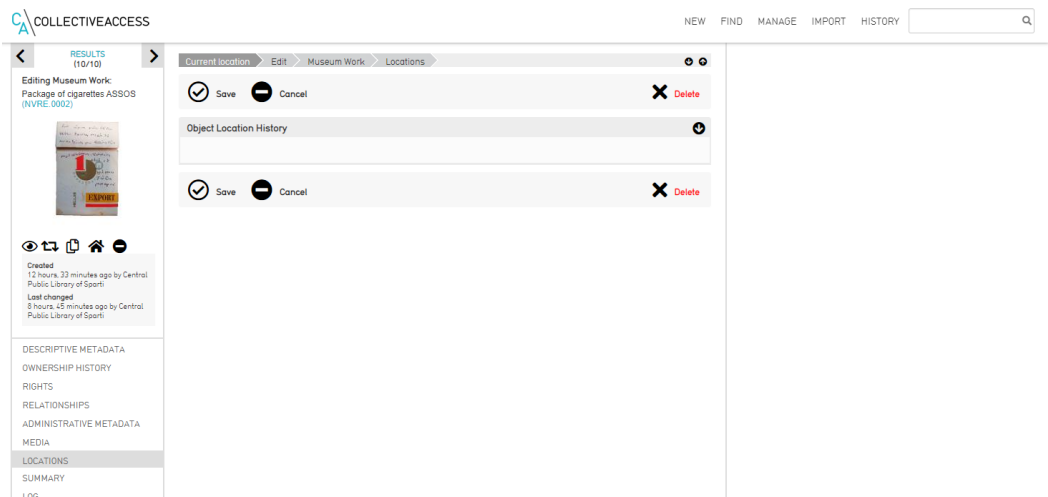 CA COLLECTIVEACCESS
NEW FIND MANAGE IMPORT HISTORY
RESULTS
(10/10)
Editing Museum Work:
Package of cigarettes ASSOS
(NVRE.0002)
1
EXPORT
Created
12 hours, 33 minutes ago by Central
Public Library of Sparti
Last changed
8 hours, 45 minutes ago by Central
Public Library of Sparti
DESCRIPTIVE METADATA
OWNERSHIP HISTORY
RIGHTS
RELATIONSHIPS
ADMINISTRATIVE METADATA
MEDIA
LOCATIONS
SUMMARY
LOG
Current location Edit Museum Work Locations
Save Cancel Delete
Object Location History
Save Cancel Delete